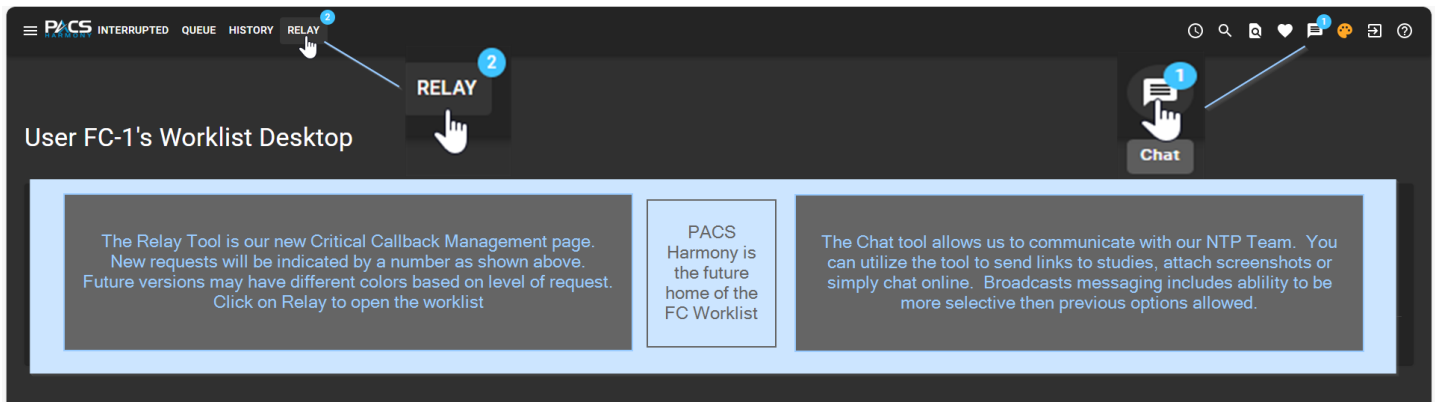 PACS HARMONY INTERRUPTED QUEUE HISTORY RELAY 2 1
RELAY 2
1
Chat
User FC-1's Worklist Desktop
The Relay Tool is our new Critical Callback Management page.
New requests will be indicated by a number as shown above.
Future versions may have different colors based on level of request.
Click on Relay to open the worklist
PACS
Harmony is
the future
home of the
FC Worklist
The Chat tool allows us to communicate with our NTP Team. You
can utilize the tool to send links to studies, attach screenshots or
simply chat online. Broadcasts messaging includes ablility to be
more selective then previous options allowed.